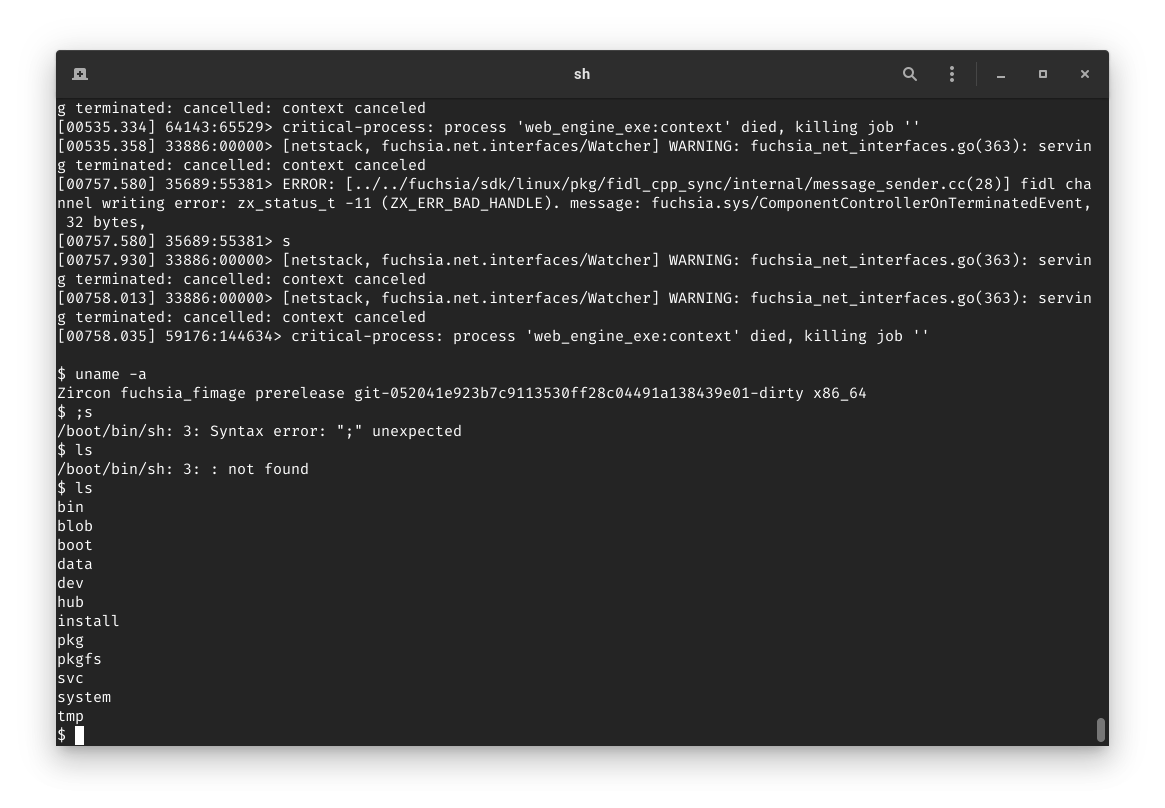 sh
g terminated: cancelled: context canceled
[00535.334] 64143:65529> critical-process: process 'web_engine_exe:context' died, killing job ''
[00535.358] 33886:00000> [netstack, fuchsia.net.interfaces/Watcher] WARNING: fuchsia_net_interfaces.go(363): servin
g terminated: cancelled: context canceled
[00757.580] 35689:55381> ERROR: [../../fuchsia/sdk/linux/pkg/fidl_cpp_sync/internal/message_sender.cc(28)] fidl cha
nnel writing error: zx_status_t -11 (ZX_ERR_BAD_HANDLE). message: fuchsia.sys/ComponentControllerOnTerminatedEvent,
 32 bytes,
[00757.580] 35689:55381> s
[00757.930] 33886:00000> [netstack, fuchsia.net.interfaces/Watcher] WARNING: fuchsia_net_interfaces.go(363): servin
g terminated: cancelled: context canceled
[00758.013] 33886:00000> [netstack, fuchsia.net.interfaces/Watcher] WARNING: fuchsia_net_interfaces.go(363): servin
g terminated: cancelled: context canceled
[00758.035] 59176:144634> critical-process: process 'web_engine_exe:context' died, killing job ''
$ uname -a
Zircon fuchsia_fimage prerelease git-052041e923b7c9113530ff28c04491a138439e01-dirty x86_64
$ ;s
/boot/bin/sh: 3: Syntax error: ";" unexpected
$ ls
/boot/bin/sh: 3: : not found
$ ls
bin
blob
boot
data
dev
hub
install
pkg
pkgfs
svc
system
tmp
$